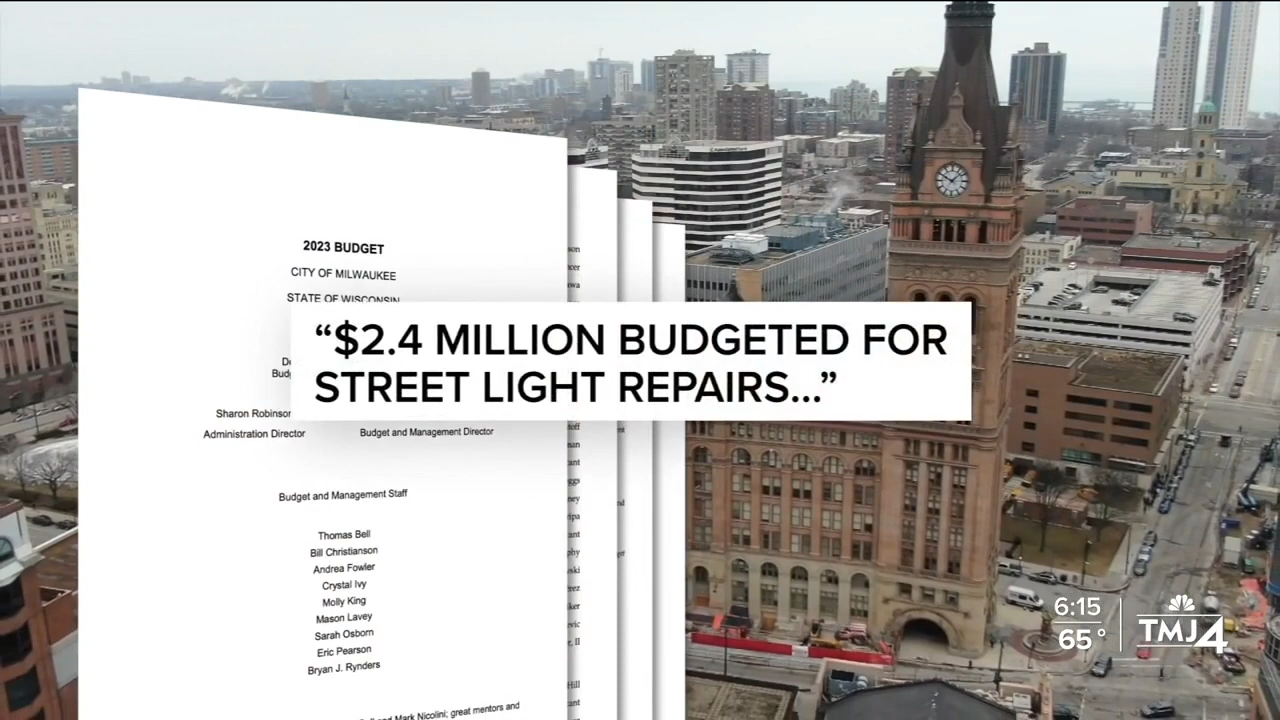 2023 BUDGET
CITY OF MILWAUKEE
STATE OF WISCONSIN
“$2.4 MILLION BUDGETED FOR
STREET LIGHT REPAIRS...”
Sharon Robinson
Administration Director Budget and Management Director
Budget and Management Staff
Thomas Bell
Bill Christianson
Andrea Fowler
Crystal Ivy
Molly King
Mason Lavey
Sarah Osborn
Eric Pearson
Bryan J. Rynders
and Mark Nicolini; great mentors and
6:15
65°
TMJ4